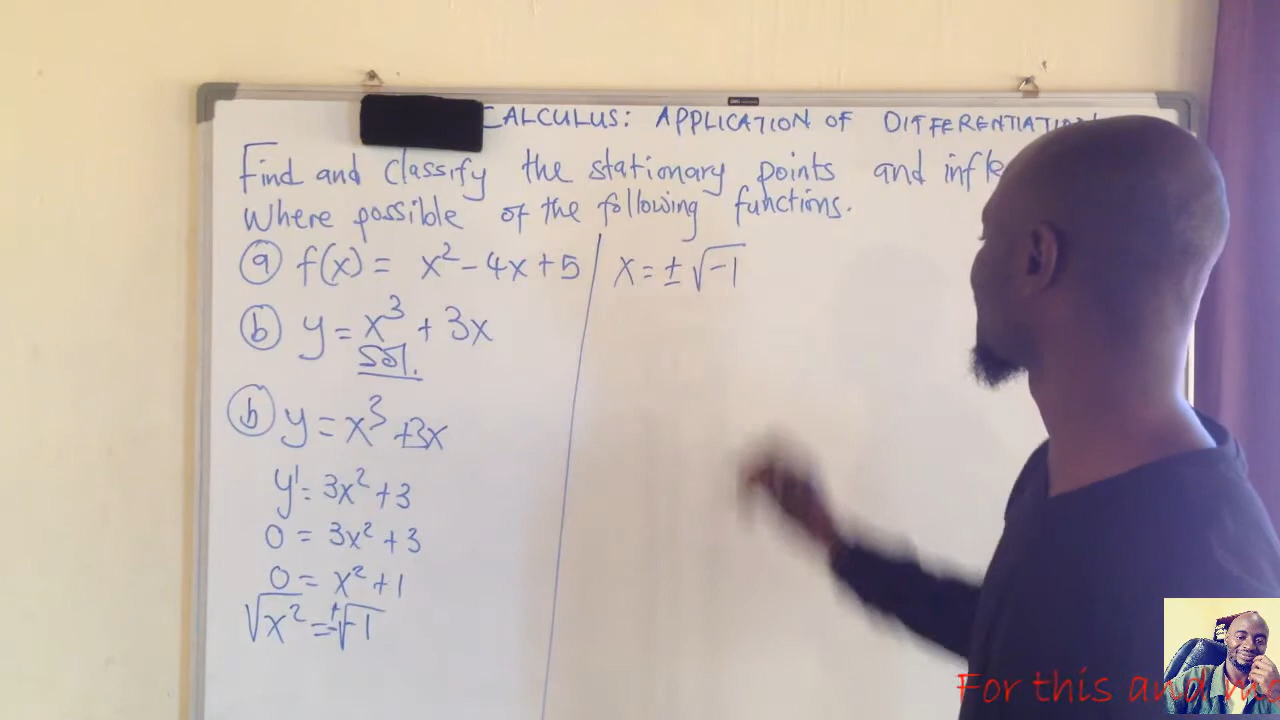 CALCULUS: APPLICATION OF DIFFERENTIATION
Find and classify the stationary points and
Where possible of the following functions.
(a) f(x) = x² - 4x + 5
(b) y = x³ + 3x
Sol.
(b) y = x³ + 3x
y' = 3x² + 3
0 = 3x² + 3
0 = x² + 1
√x² = ±√-1
x = ± √-1
For this and